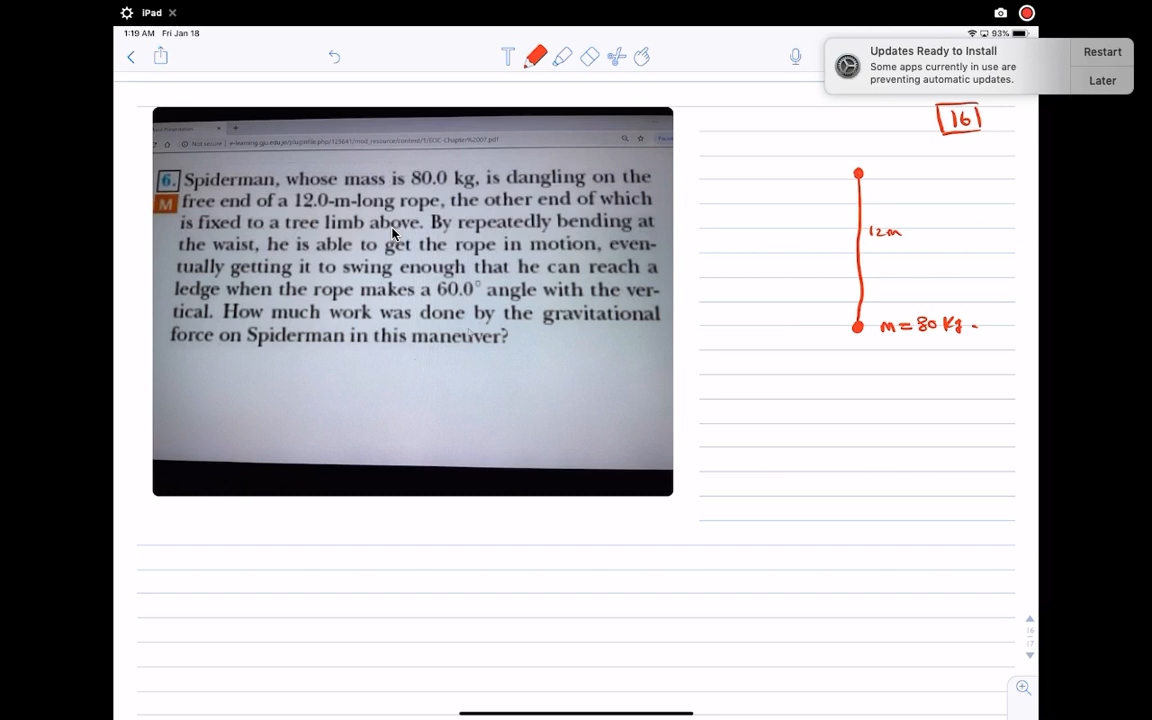 iPad
1:19 AM Fri Jan 18
93%
Updates Ready to Install
Some apps currently in use are
preventing automatic updates.
Restart
Later
T
16
Not secure
6. Spiderman, whose mass is 80.0 kg, is dangling on the
M free end of a 12.0-m-long rope, the other end of which
is fixed to a tree limb above. By repeatedly bending at
the waist, he is able to get the rope in motion, even-
tually getting it to swing enough that he can reach a
ledge when the rope makes a 60.0° angle with the ver-
tical. How much work was done by the gravitational
force on Spiderman in this maneuver?
12m
m = 80 Kg.
16
17